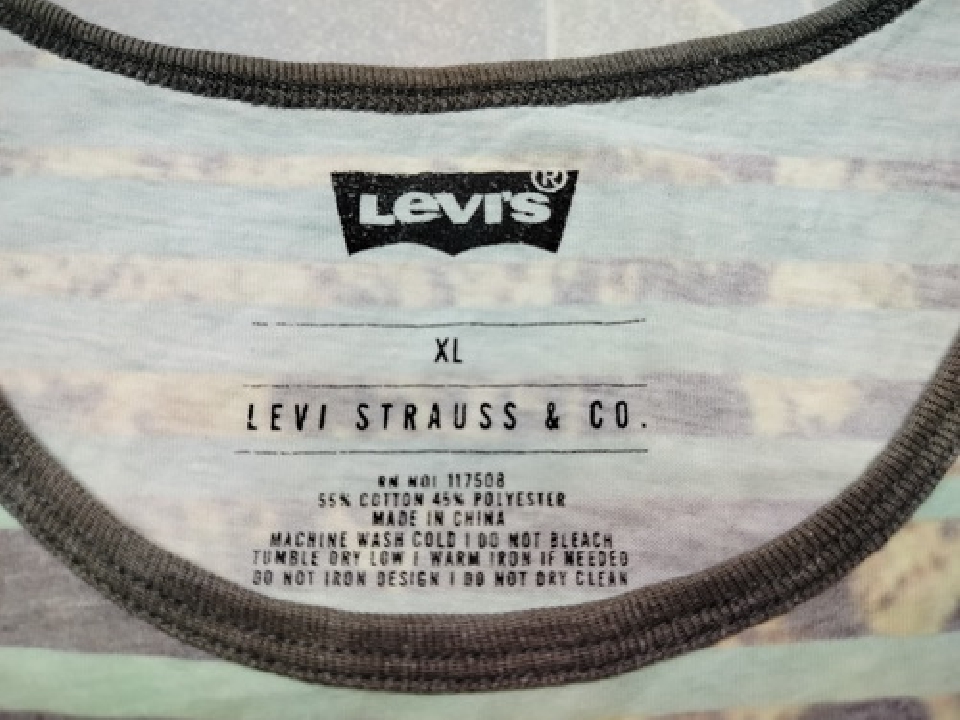 Levi's®
XL
LEVI STRAUSS & CO.
RN NO: 117508
55% COTTON 45% POLYESTER
MADE IN CHINA
MACHINE WASH COLD | DO NOT BLEACH
TUMBLE DRY LOW | WARM IRON IF NEEDED
DO NOT IRON DESIGN | DO NOT DRY CLEAN